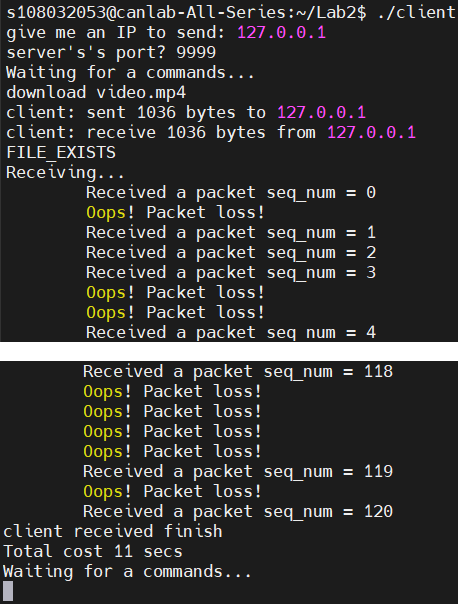 s108032053@canlab-All-Series:~/Lab2$ ./client
give me an IP to send: 127.0.0.1
server's's port? 9999
Waiting for a commands...
download video.mp4
client: sent 1036 bytes to 127.0.0.1
client: receive 1036 bytes from 127.0.0.1
FILE_EXISTS
Receiving...
Received a packet seq_num = 0
Oops! Packet loss!
Received a packet seq_num = 1
Received a packet seq_num = 2
Received a packet seq_num = 3
Oops! Packet loss!
Oops! Packet loss!
Received a packet seq_num = 4
Received a packet seq_num = 118
Oops! Packet loss!
Oops! Packet loss!
Oops! Packet loss!
Oops! Packet loss!
Received a packet seq_num = 119
Oops! Packet loss!
Received a packet seq_num = 120
client received finish
Total cost 11 secs
Waiting for a commands...